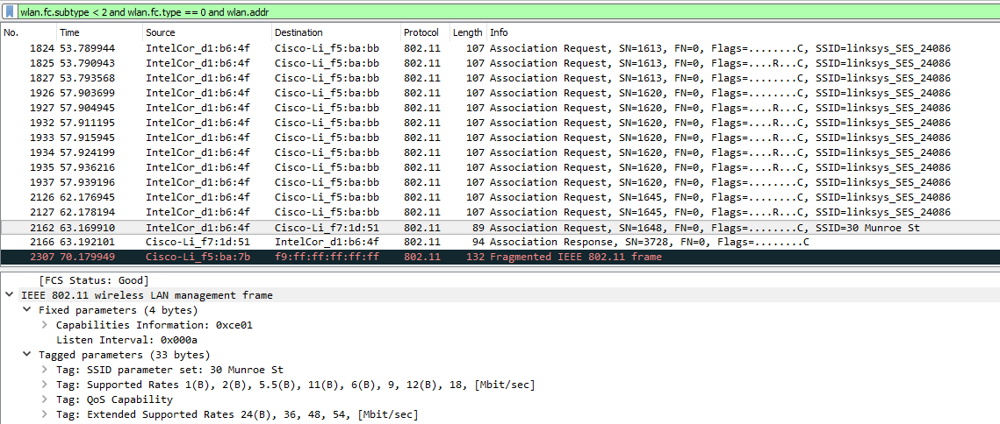 wlan.fc.subtype < 2 and wlan.fc.type == 0 and wlan.addr
No. Time Source Destination Protocol Length Info
1824 53.789944 IntelCor_d1:b6:4f Cisco-Li_f5:ba:bb 802.11 107 Association Request, SN=1613, FN=0, Flags=........C, SSID=linksys_SES_24086
1825 53.790943 IntelCor_d1:b6:4f Cisco-Li_f5:ba:bb 802.11 107 Association Request, SN=1613, FN=0, Flags=....R...C, SSID=linksys_SES_24086
1827 53.793568 IntelCor_d1:b6:4f Cisco-Li_f5:ba:bb 802.11 107 Association Request, SN=1613, FN=0, Flags=........C, SSID=linksys_SES_24086
1926 57.903699 IntelCor_d1:b6:4f Cisco-Li_f5:ba:bb 802.11 107 Association Request, SN=1620, FN=0, Flags=........C, SSID=linksys_SES_24086
1927 57.904945 IntelCor_d1:b6:4f Cisco-Li_f5:ba:bb 802.11 107 Association Request, SN=1620, FN=0, Flags=....R...C, SSID=linksys_SES_24086
1932 57.911195 IntelCor_d1:b6:4f Cisco-Li_f5:ba:bb 802.11 107 Association Request, SN=1620, FN=0, Flags=....R...C, SSID=linksys_SES_24086
1933 57.915945 IntelCor_d1:b6:4f Cisco-Li_f5:ba:bb 802.11 107 Association Request, SN=1620, FN=0, Flags=....R...C, SSID=linksys_SES_24086
1934 57.924199 IntelCor_d1:b6:4f Cisco-Li_f5:ba:bb 802.11 107 Association Request, SN=1620, FN=0, Flags=....R...C, SSID=linksys_SES_24086
1935 57.936216 IntelCor_d1:b6:4f Cisco-Li_f5:ba:bb 802.11 107 Association Request, SN=1620, FN=0, Flags=....R...C, SSID=linksys_SES_24086
1937 57.939196 IntelCor_d1:b6:4f Cisco-Li_f5:ba:bb 802.11 107 Association Request, SN=1620, FN=0, Flags=........C, SSID=linksys_SES_24086
2126 62.176945 IntelCor_d1:b6:4f Cisco-Li_f5:ba:bb 802.11 107 Association Request, SN=1645, FN=0, Flags=........C, SSID=linksys_SES_24086
2127 62.178194 IntelCor_d1:b6:4f Cisco-Li_f5:ba:bb 802.11 107 Association Request, SN=1645, FN=0, Flags=....R...C, SSID=linksys_SES_24086
2162 63.169910 IntelCor_d1:b6:4f Cisco-Li_f7:1d:51 802.11 89 Association Request, SN=1648, FN=0, Flags=........C, SSID=30 Munroe St
2166 63.192101 Cisco-Li_f7:1d:51 IntelCor_d1:b6:4f 802.11 94 Association Response, SN=3728, FN=0, Flags=........C
2307 70.179949 Cisco-Li_f5:ba:7b f9:ff:ff:ff:ff:ff 802.11 132 Fragmented IEEE 802.11 frame
[FCS Status: Good]
IEEE 802.11 wireless LAN management frame
Fixed parameters (4 bytes)
Capabilities Information: 0xce01
Listen Interval: 0x000a
Tagged parameters (33 bytes)
Tag: SSID parameter set: 30 Munroe St
Tag: Supported Rates 1(B), 2(B), 5.5(B), 11(B), 6(B), 9, 12(B), 18, [Mbit/sec]
Tag: QoS Capability
Tag: Extended Supported Rates 24(B), 36, 48, 54, [Mbit/sec]